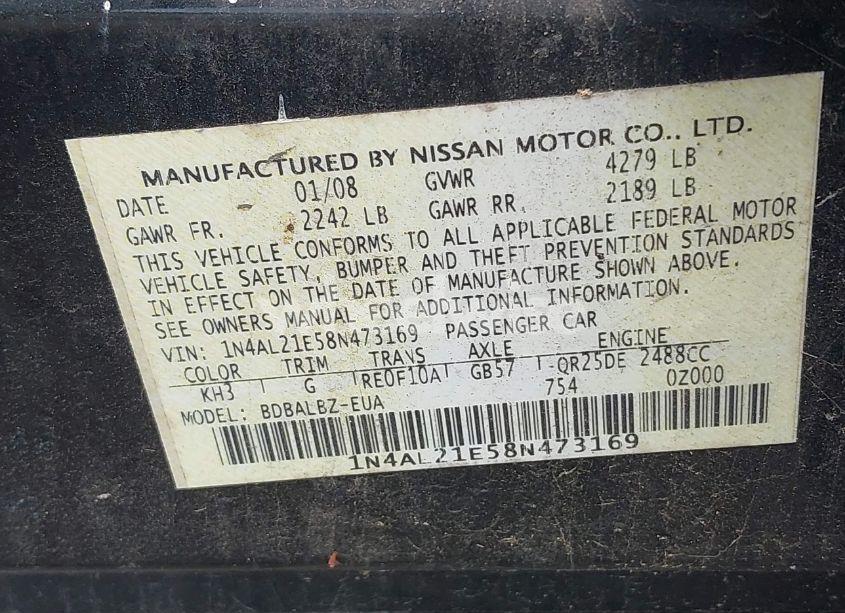 MANUFACTURED BY NISSAN MOTOR CO., LTD.
DATE 01/08 GVWR 4279 LB
GAWR FR. 2242 LB GAWR RR. 2189 LB
THIS VEHICLE CONFORMS TO ALL APPLICABLE FEDERAL MOTOR
VEHICLE SAFETY, BUMPER AND THEFT PREVENTION STANDARDS
IN EFFECT ON THE DATE OF MANUFACTURE SHOWN ABOVE.
SEE OWNERS MANUAL FOR ADDITIONAL INFORMATION.
VIN: 1N4AL21E58N473169 PASSENGER CAR
COLOR TRIM TRANS AXLE ENGINE
KH3 G RE0F10A GB57 QR25DE 2488CC
MODEL: BDBALBZ-EUA 754 0Z000
1N4AL21E58N473169